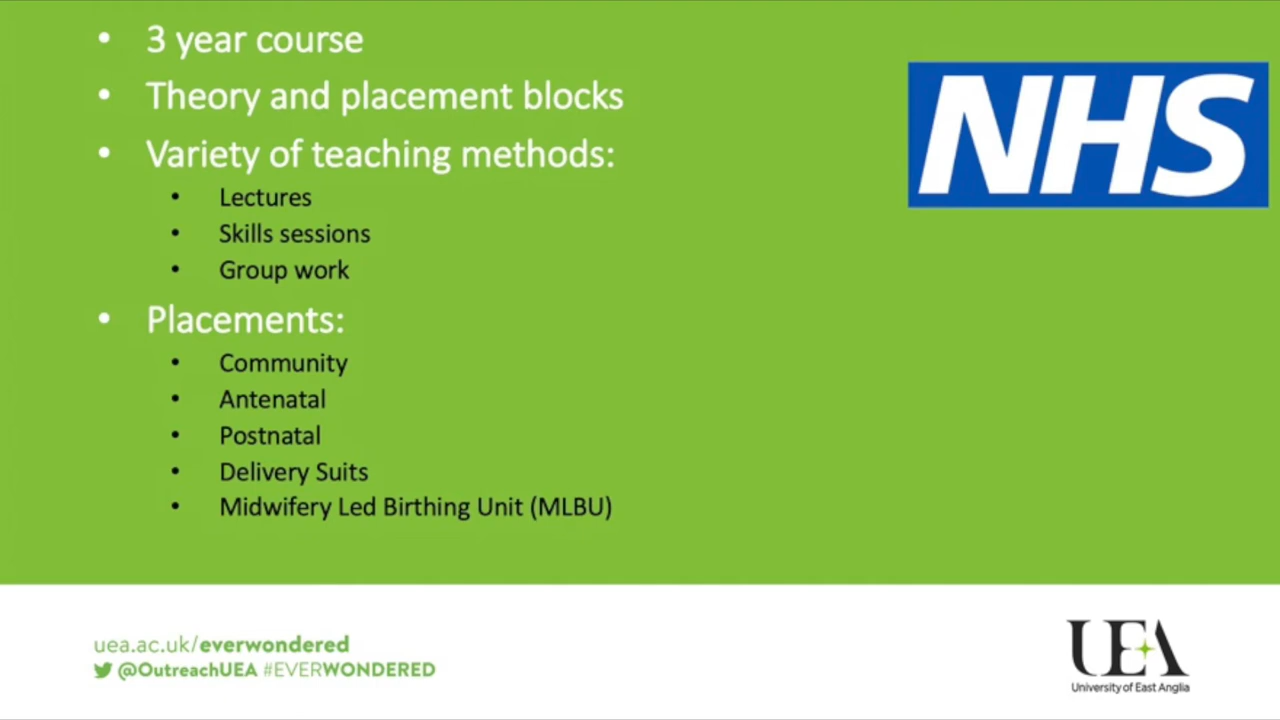 • 3 year course
• Theory and placement blocks
• Variety of teaching methods:
• Lectures
• Skills sessions
• Group work
• Placements:
• Community
• Antenatal
• Postnatal
• Delivery Suits
• Midwifery Led Birthing Unit (MLBU)
NHS
uea.ac.uk/everwondered
@OutreachUEA #EVERWONDERED
UEA
University of East Anglia